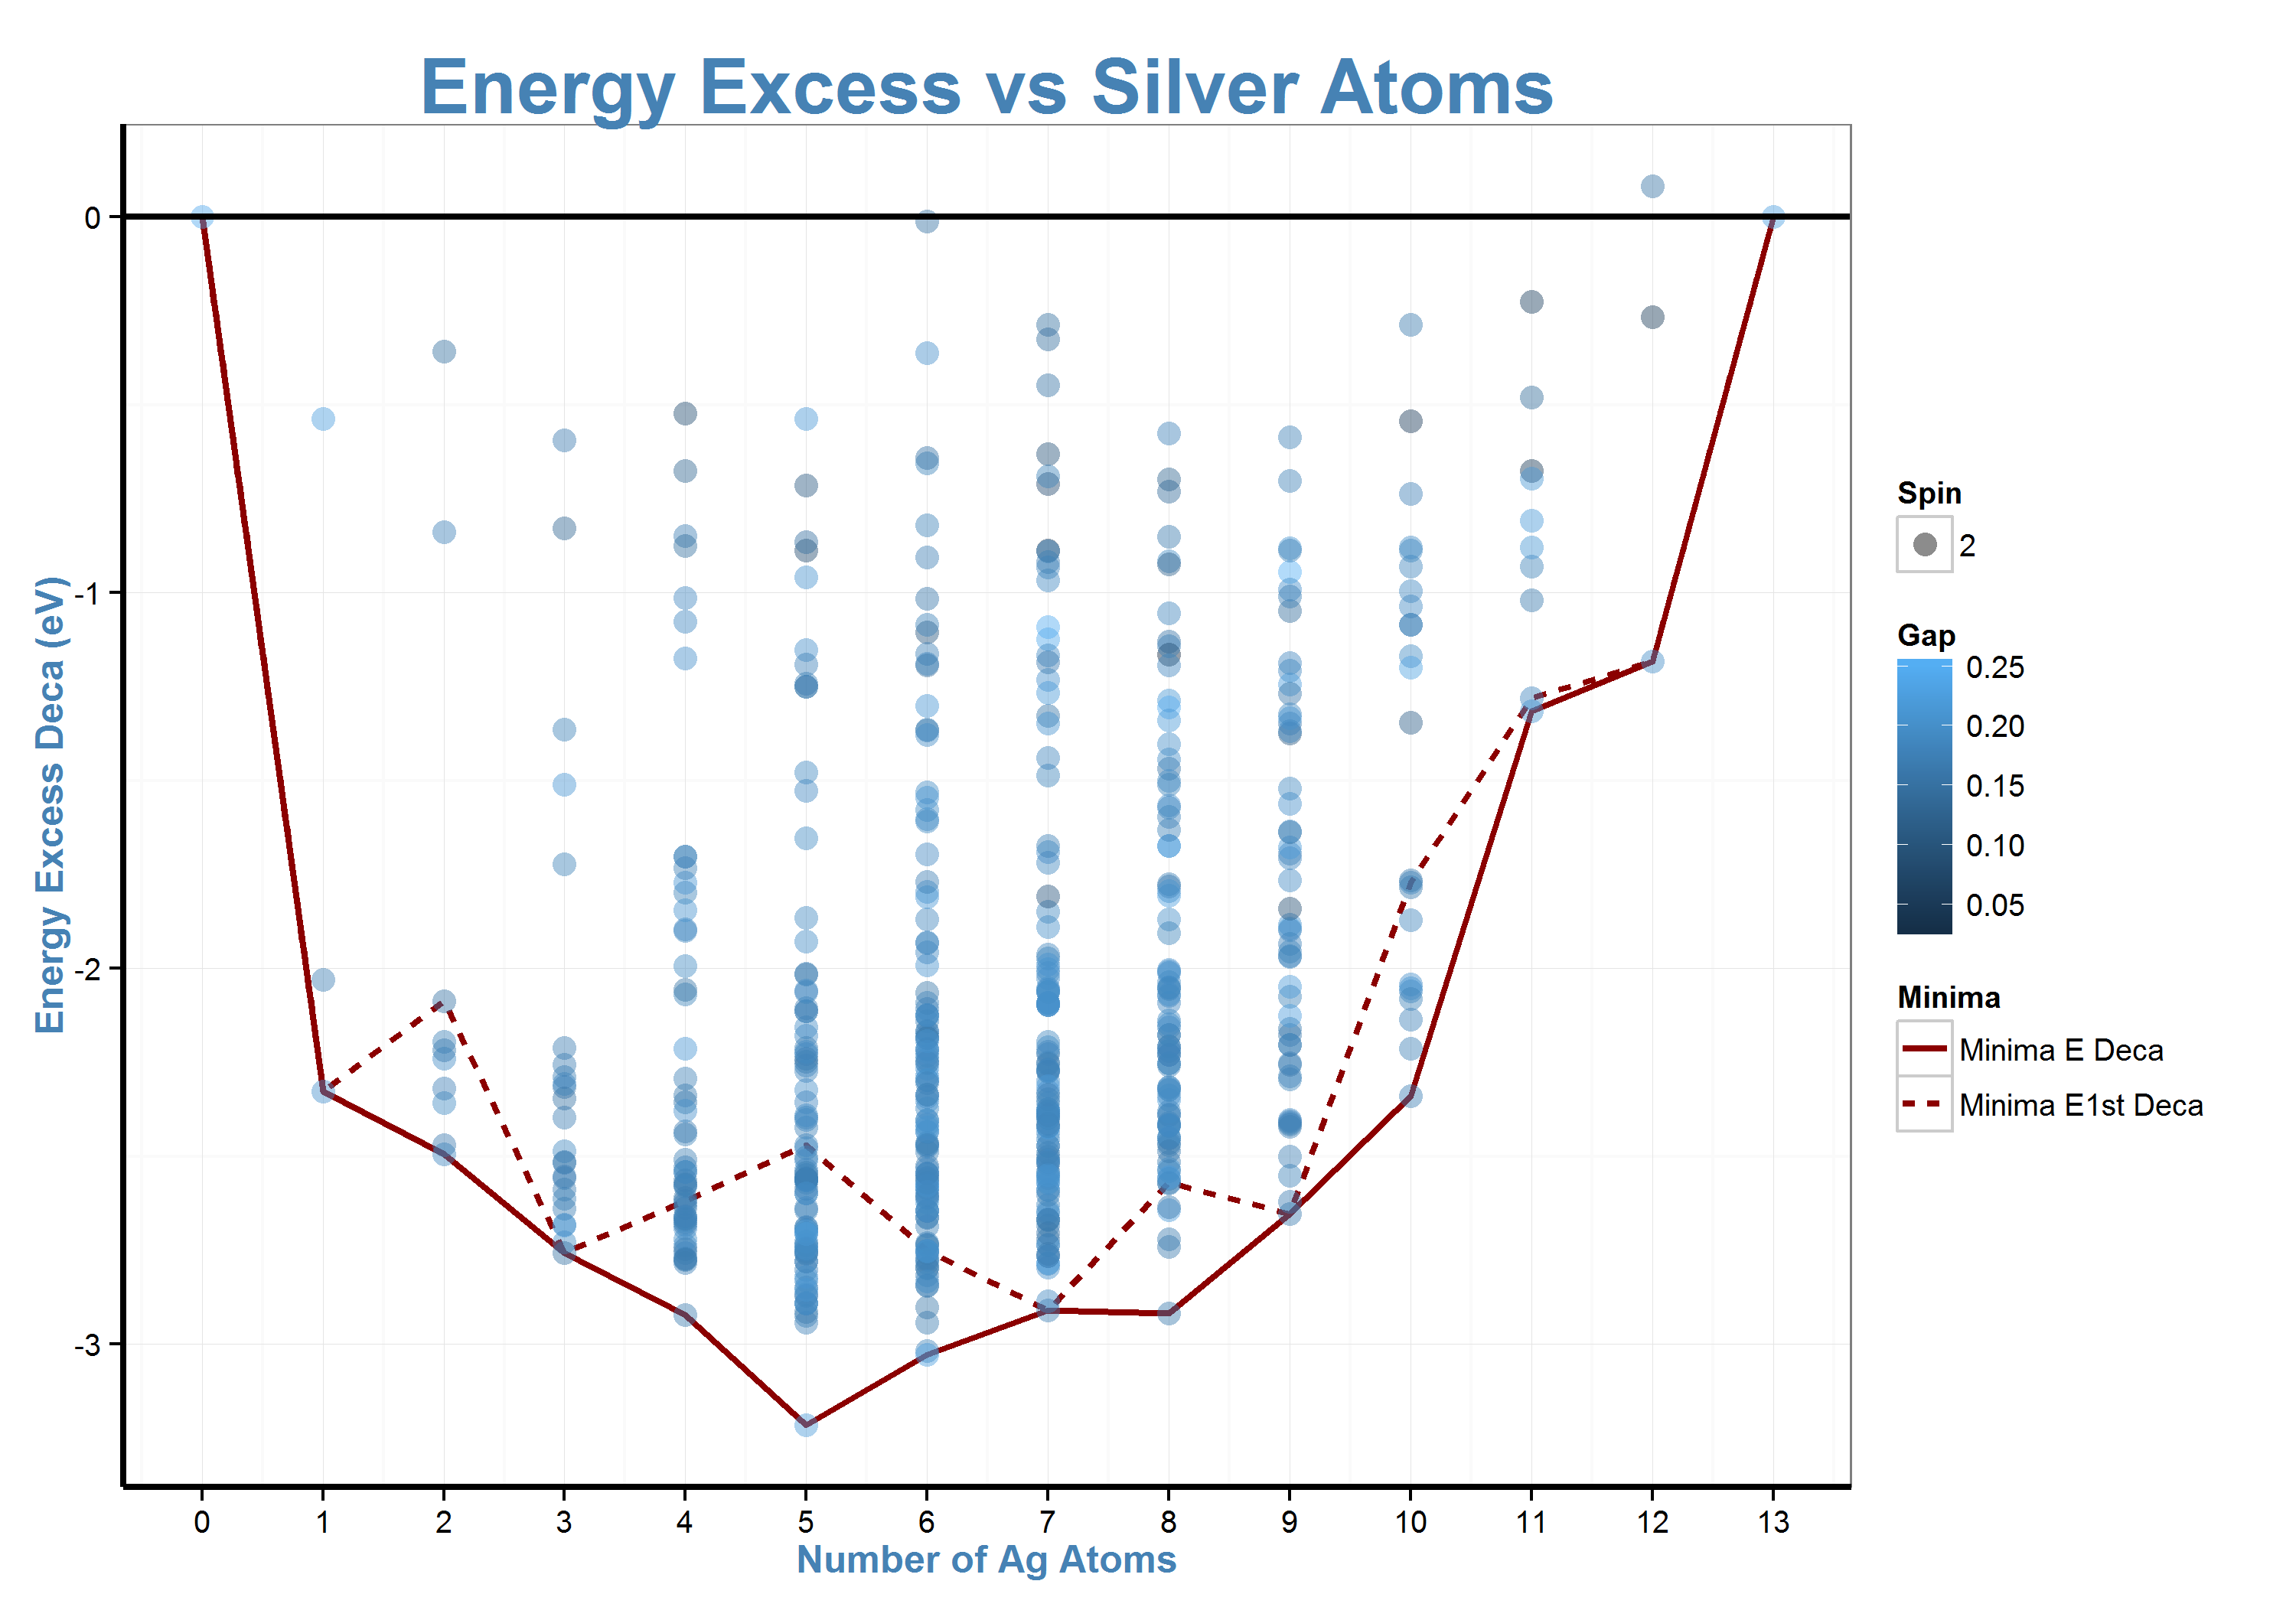 Energy Excess vs Silver Atoms
Energy Excess Deca (eV)
0
-1
-2
-3
0 1 2 3 4 5 6 7 8 9 10 11 12 13
Number of Ag Atoms
Spin
2
Gap
0.25
0.20
0.15
0.10
0.05
Minima
Minima E Deca
Minima E1st Deca